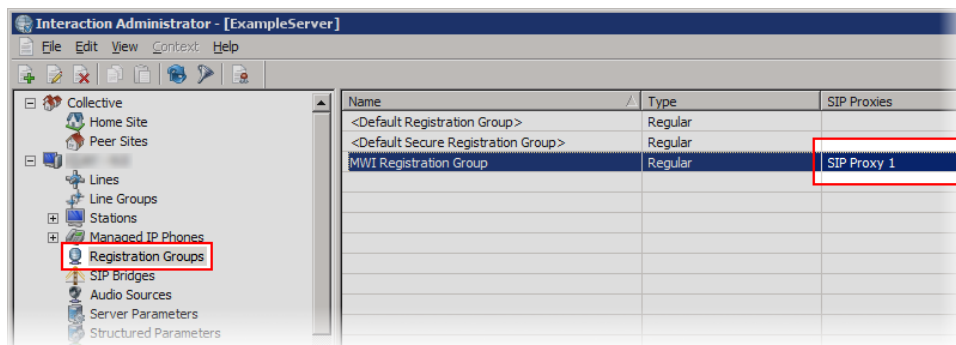 Interaction Administrator - [ExampleServer]
File Edit View Context Help
Collective
Home Site
Peer Sites
Lines
Line Groups
Stations
Managed IP Phones
Registration Groups
SIP Bridges
Audio Sources
Server Parameters
Structured Parameters
Name Type SIP Proxies
<Default Registration Group> Regular
<Default Secure Registration Group> Regular
MWI Registration Group Regular SIP Proxy 1